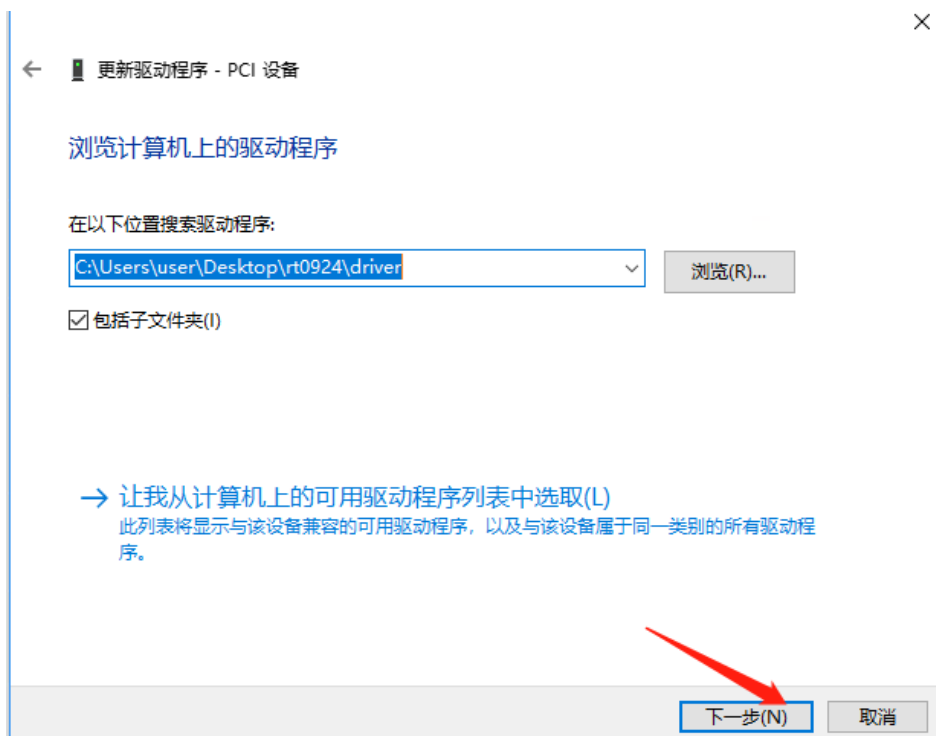 更新驱动程序 - PCI 设备
浏览计算机上的驱动程序
在以下位置搜索驱动程序:
C:\Users\user\Desktop\rt0924\driver
浏览(R)...
包括子文件夹(I)
让我从计算机上的可用驱动程序列表中选取(L)
此列表将显示与该设备兼容的可用驱动程序，以及与该设备属于同一类别的所有驱动程
序。
下一步(N)
取消